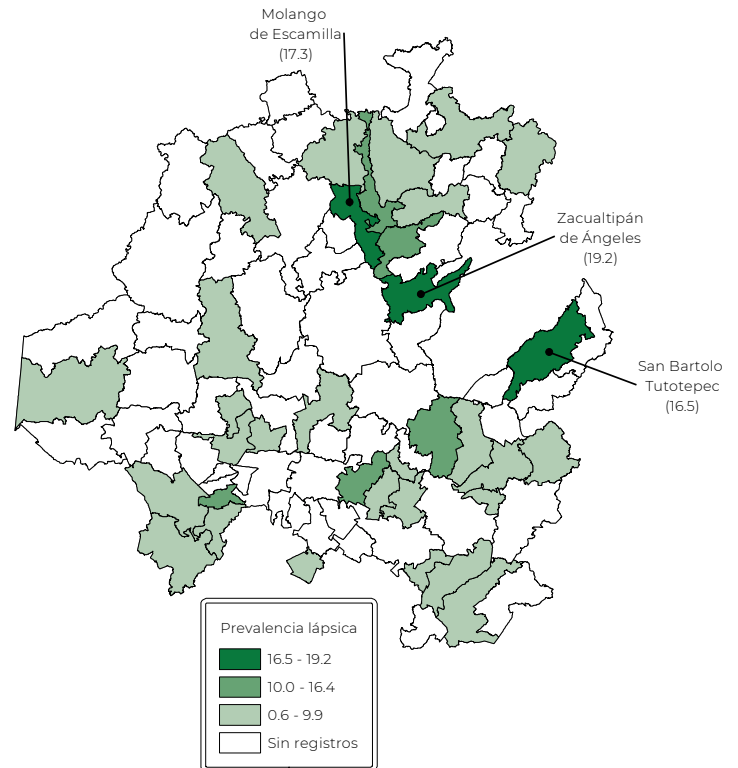 Molango
de Escamilla
(17.3)
Zacualtipán
de Ángeles
(19.2)
San Bartolo
Tutotepec
(16.5)
Prevalencia lápsica
16.5 - 19.2
10.0 - 16.4
0.6 - 9.9
Sin registros